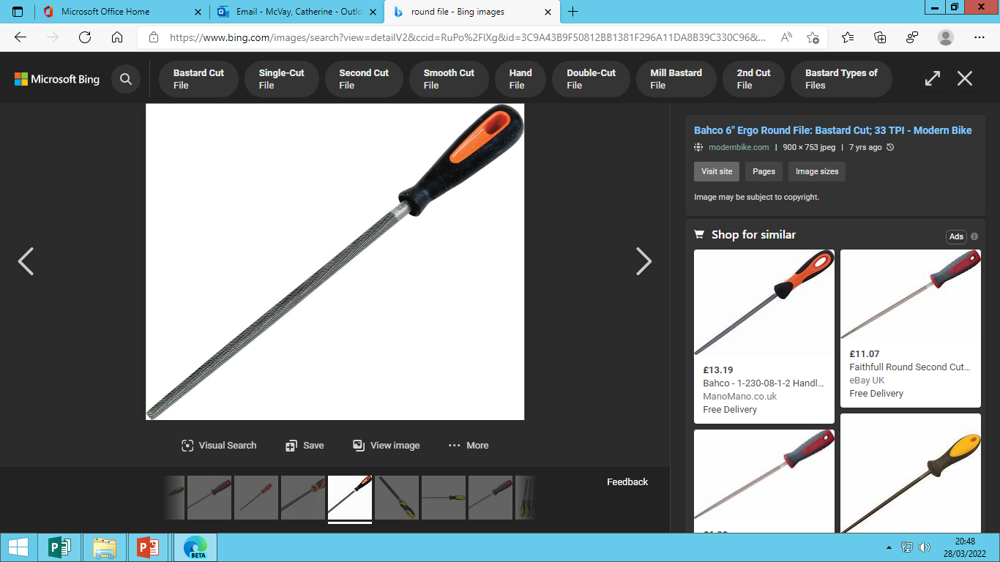 Microsoft Office Home
Email - McVay, Catherine - Outlo
round file - Bing images
https://www.bing.com/images/search?view=detailV2&ccid=RuPo%2FlXg&id=3C9A43B9F50812BB1381F296A11DA8B39C330C96&...
Microsoft Bing
Bastard Cut
File
Single-Cut
File
Second Cut
File
Smooth Cut
File
Hand
File
Double-Cut
File
Mill Bastard
File
2nd Cut
File
Bastard Types of
Files
Bahco 6" Ergo Round File: Bastard Cut; 33 TPI - Modern Bike
modernbike.com | 900 × 753 jpeg | 7 yrs ago
Visit site
Pages
Image sizes
Image may be subject to copyright.
Shop for similar
Ads
£13.19
Bahco - 1-230-08-1-2 Handl...
ManoMano.co.uk
Free Delivery
£11.07
Faithfull Round Second Cut...
eBay UK
Free Delivery
Visual Search
Save
View image
More
Feedback
BETA
20:48
28/03/2022